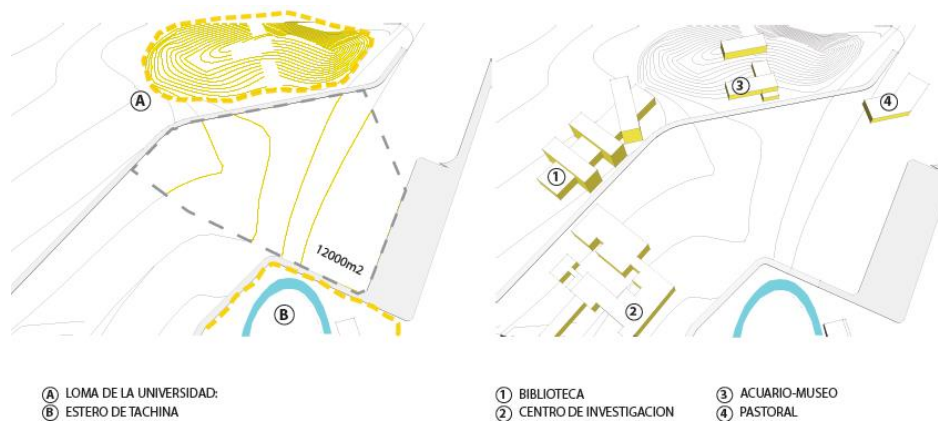 A
12000m2
B
1
2
3
4
A LOMA DE LA UNIVERSIDAD:
B ESTERO DE TACHINA
1 BIBLIOTECA
2 CENTRO DE INVESTIGACION
3 ACUARIO-MUSEO
4 PASTORAL